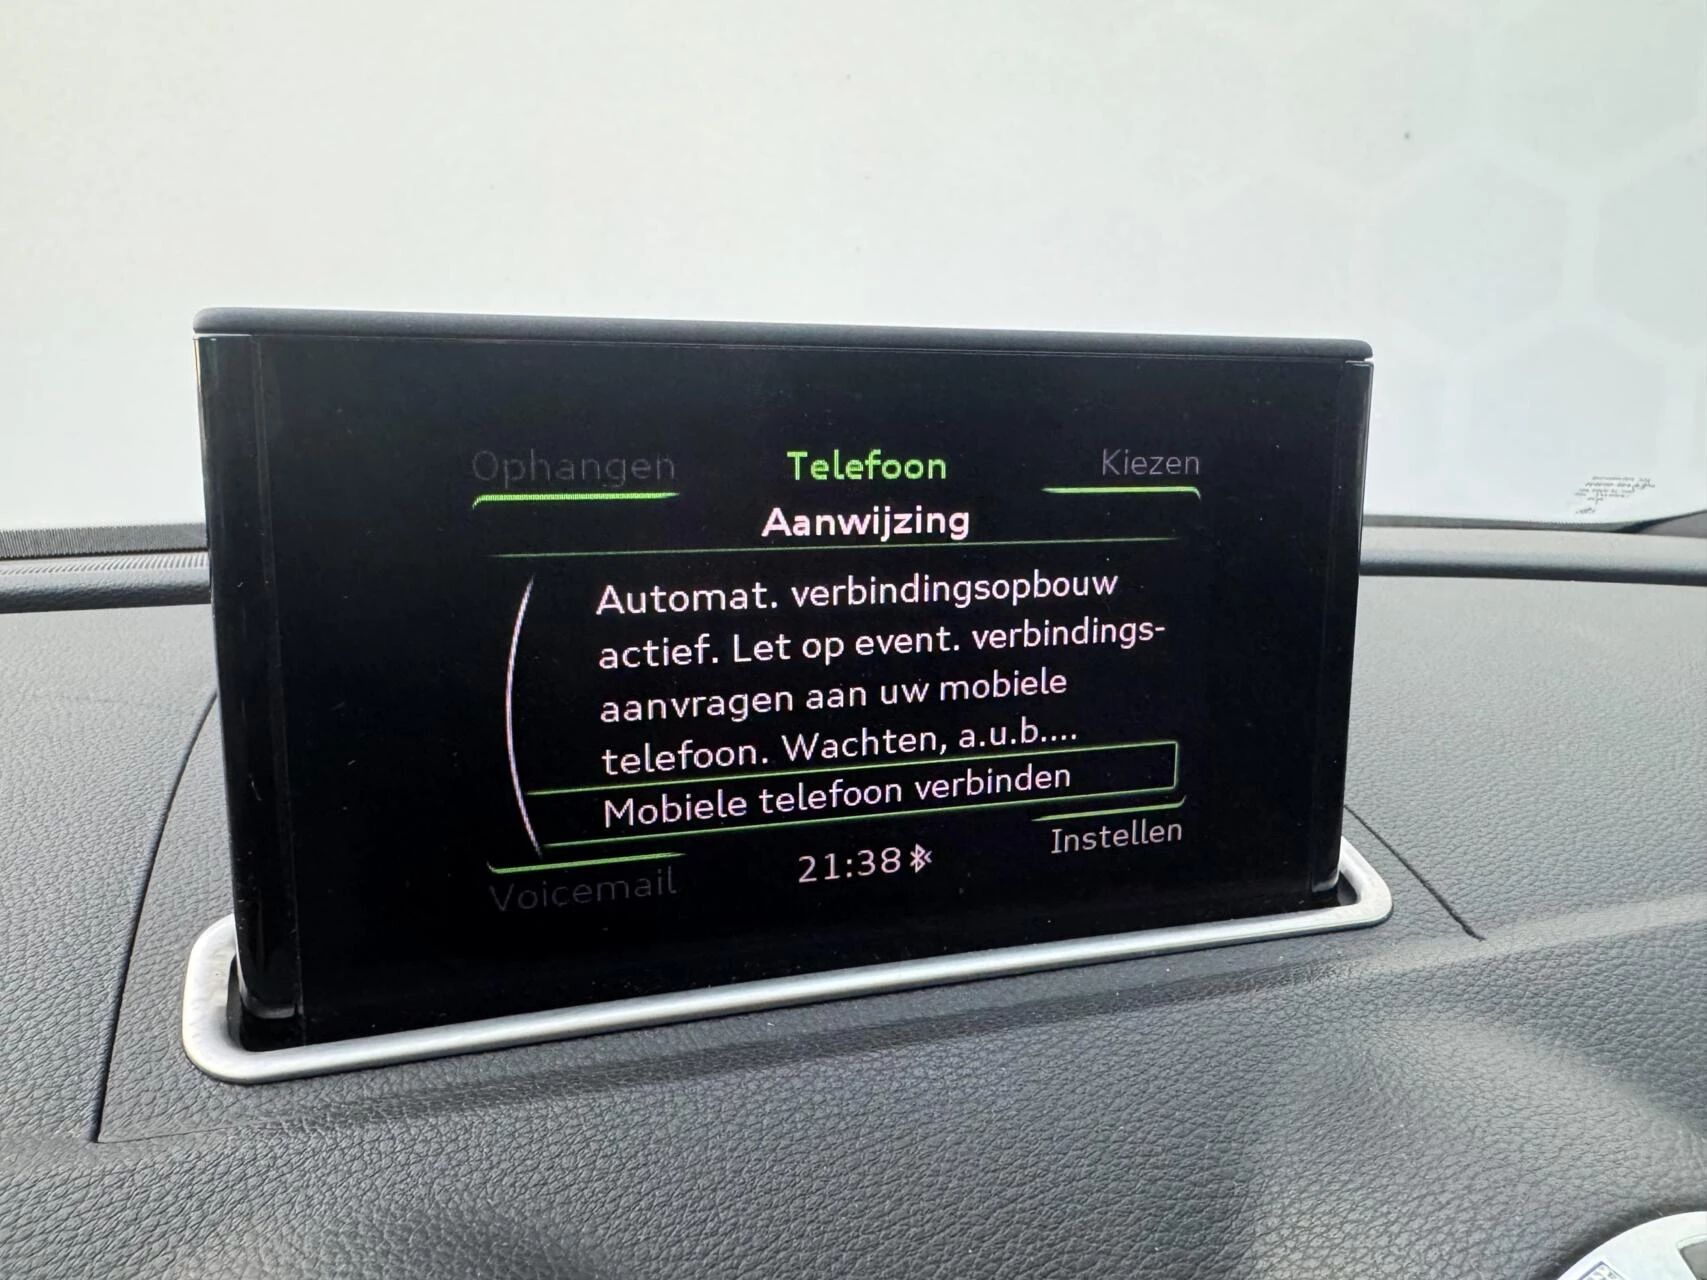 Ophangen Telefoon Kiezen
Aanwijzing
Automat. verbindingsopbouw
actief. Let op event. verbindings-
aanvragen aan uw mobiele
telefoon. Wachten, a.u.b....
Mobiele telefoon verbinden
Voicemail 21:38 Instellen